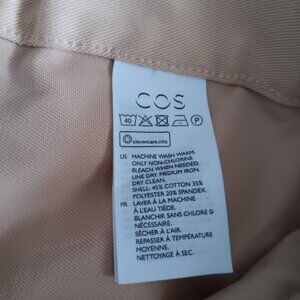 COS
40
P
clevercare.info
US MACHINE WASH WARM.
ONLY NON-CHLORINE
BLEACH WHEN NEEDED.
LINE DRY. MEDIUM IRON.
DRY CLEAN.
SHELL: 45% COTTON 35%
POLYESTER 20% SPANDEX.
FR LAVER À LA MACHINE
À L'EAU TIÈDE.
BLANCHIR SANS CHLORE SI
NÉCESSAIRE.
SÉCHER À L'AIR.
REPASSER À TEMPÉRATURE
MOYENNE.
NETTOYAGE À SEC.